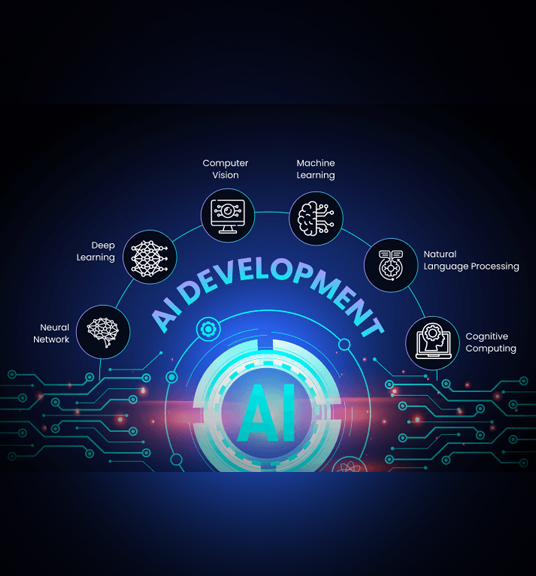 Computer
Vision
Machine
Learning
Deep
Learning
Natural
Language Processing
Neural
Network
Cognitive
Computing
AI DEVELOPMENT
AI